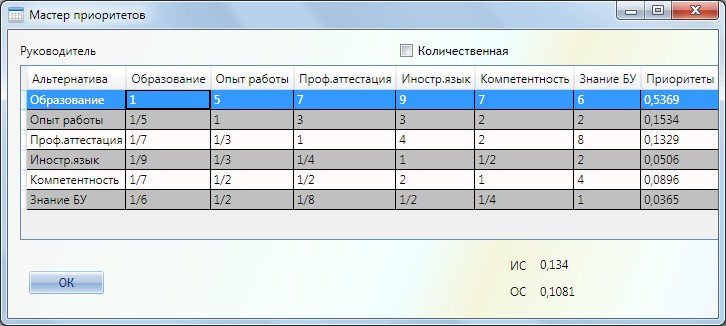 Мастер приоритетов
Руководитель Количественная
Альтернатива Образование Опыт работы Проф.аттестация Иностр.язык Компетентность Знание БУ Приоритеты
Образование 1 5 7 9 7 6 0,5369
Опыт работы 1/5 1 3 3 2 2 0,1534
Проф.аттестация 1/7 1/3 1 4 2 8 0,1329
Иностр.язык 1/9 1/3 1/4 1 1/2 2 0,0506
Компетентность 1/7 1/2 1/2 2 1 4 0,0896
Знание БУ 1/6 1/2 1/8 1/2 1/4 1 0,0365
ИС 0,134
ОК
ОС 0,1081